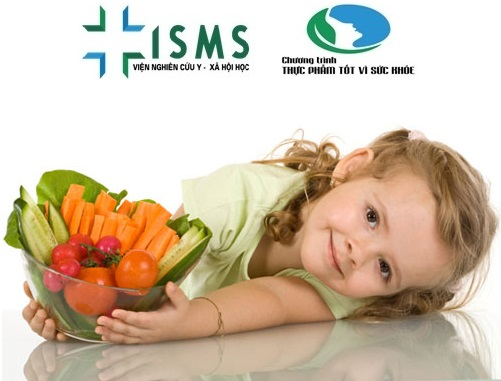 ISMS
VIỆN NGHIÊN CỨU Y - XÃ HỘI HỌC
Chương trình
THỰC PHẨM TỐT VÌ SỨC KHỎE